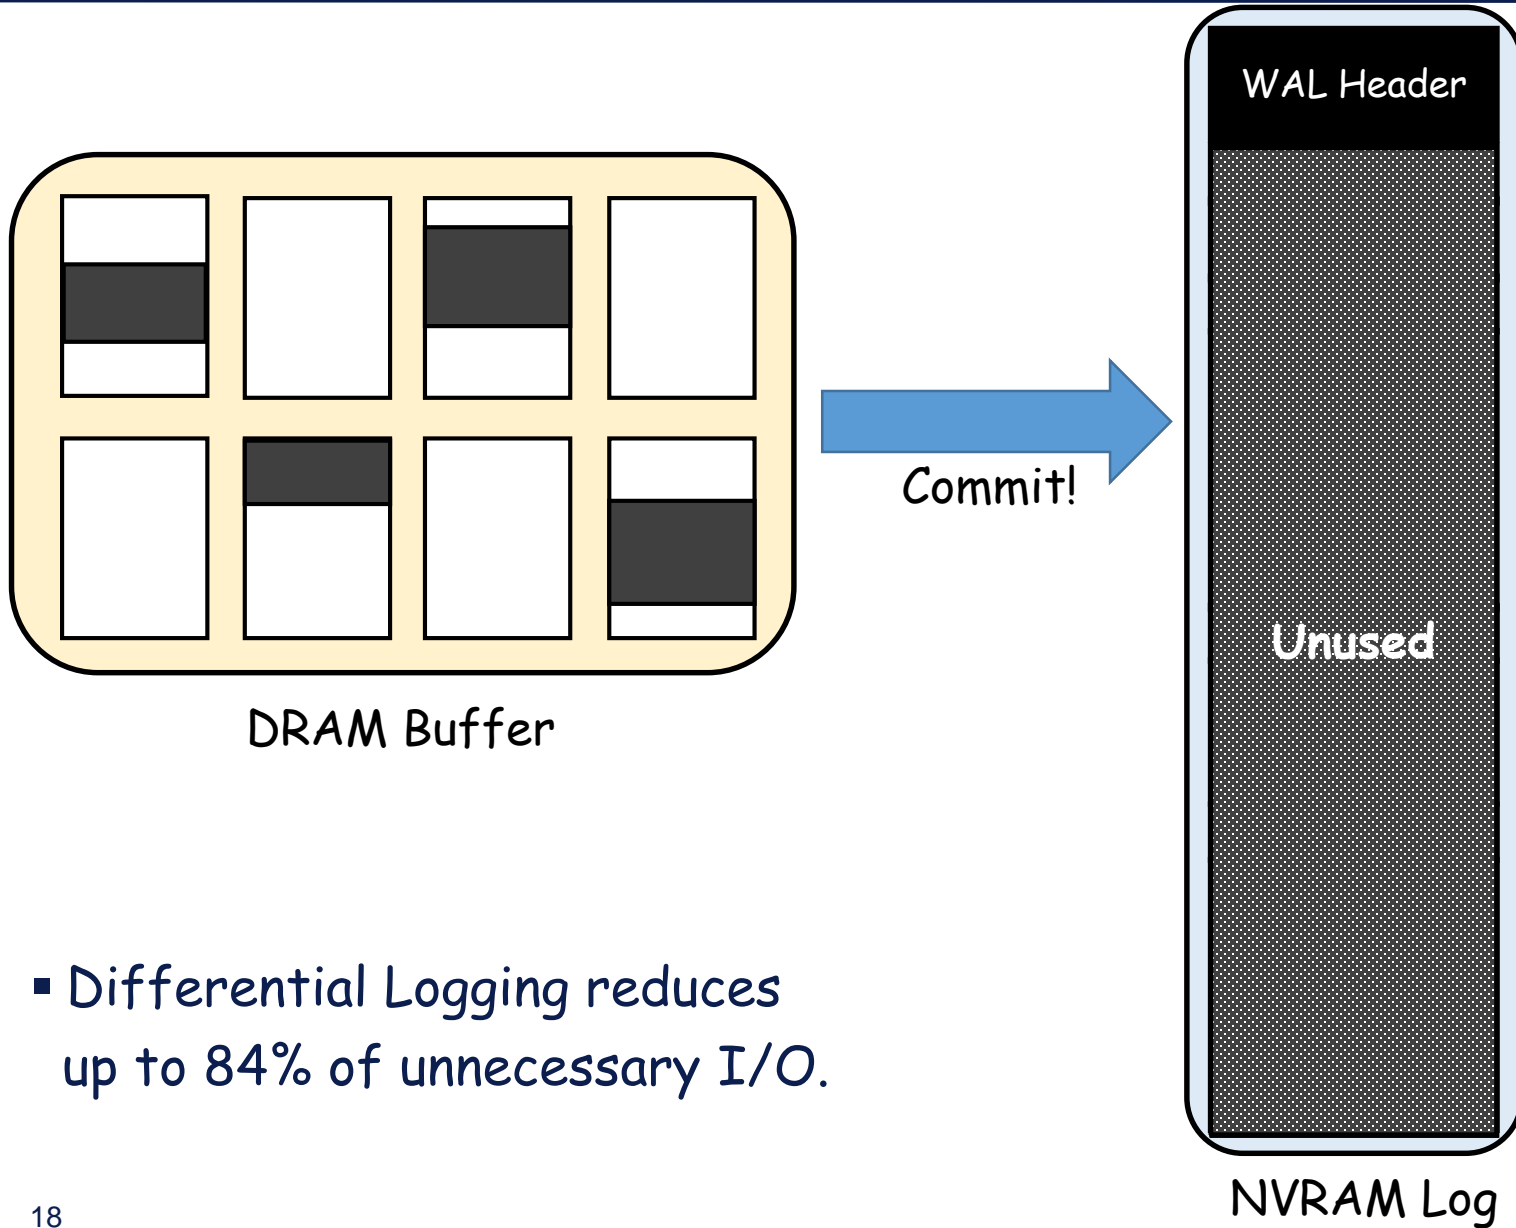 WAL Header
Commit!
Unused
DRAM Buffer
▪ Differential Logging reduces
up to 84% of unnecessary I/O.
NVRAM Log
18